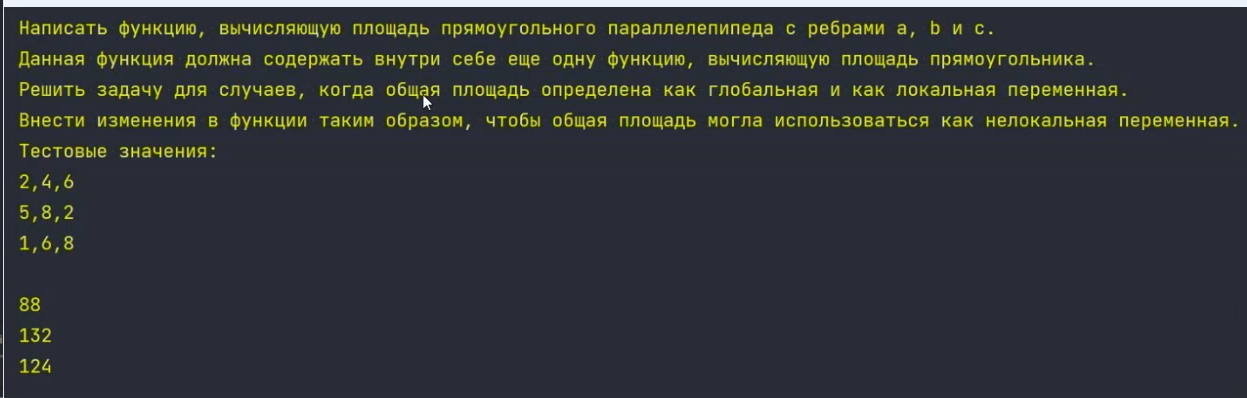 Написать функцию, вычисляющую площадь прямоугольного параллелепипеда с ребрами a, b и c.
Данная функция должна содержать внутри себе еще одну функцию, вычисляющую площадь прямоугольника.
Решить задачу для случаев, когда общая площадь определена как глобальная и как локальная переменная.
Внести изменения в функции таким образом, чтобы общая площадь могла использоваться как нелокальная переменная.
Тестовые значения:
2,4,6
5,8,2
1,6,8
88
132
124